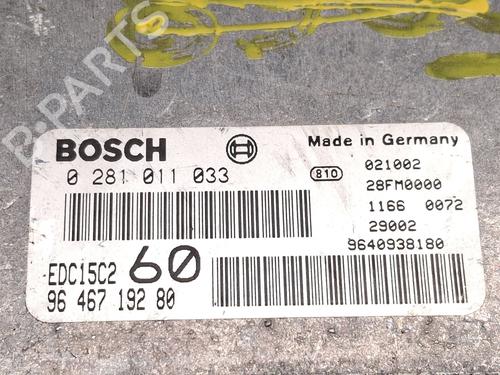 B-PARTS
BOSCH
Made in Germany
0 281 011 033
810
021002
28FM0000
1166 0072
29002
9640938180
EDC15C2 60
96 467 192 80